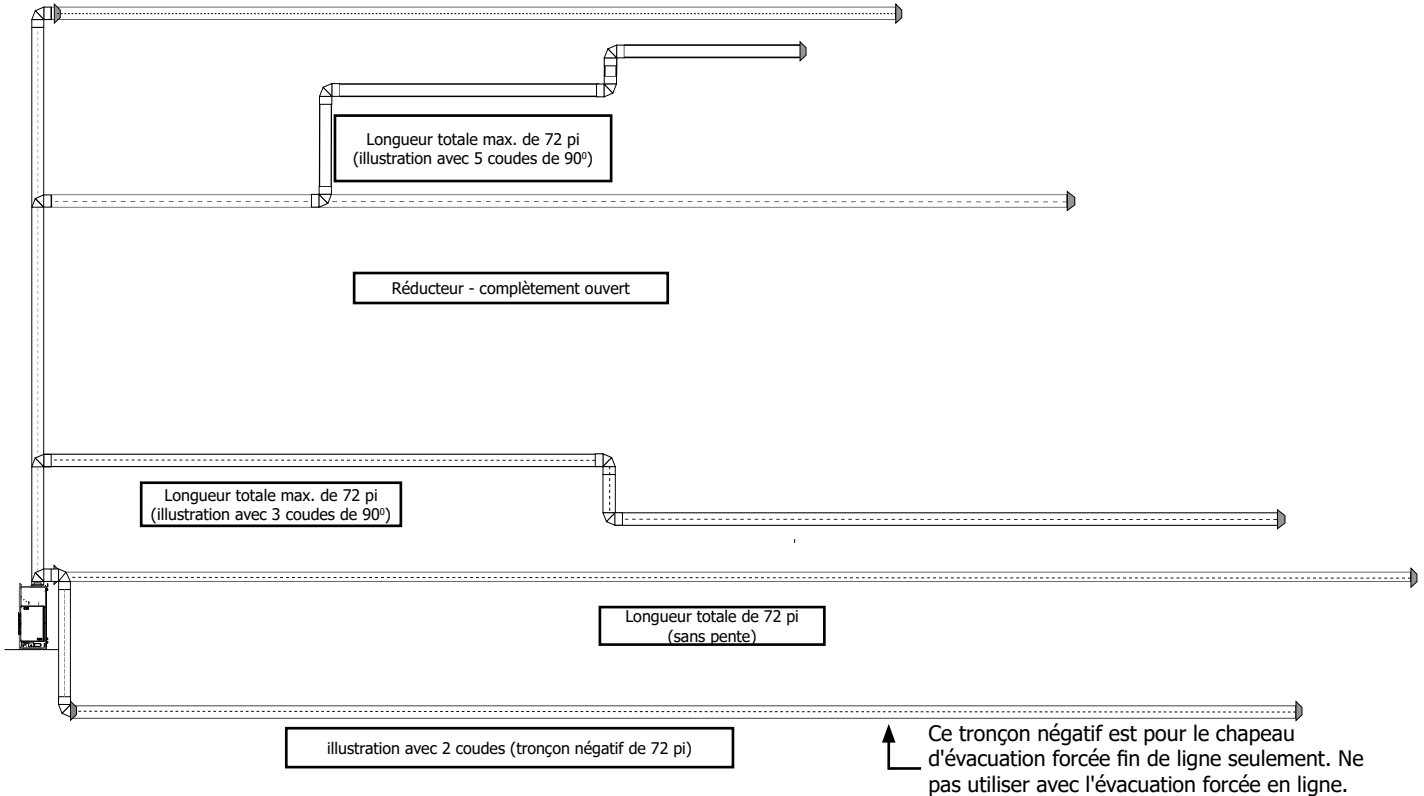 Longueur totale max. de 72 pi
(illustration avec 5 coudes de 90⁰)
Réducteur - complètement ouvert
Longueur totale max. de 72 pi
(illustration avec 3 coudes de 90⁰)
Longueur totale de 72 pi
(sans pente)
illustration avec 2 coudes (tronçon négatif de 72 pi)
Ce tronçon négatif est pour le chapeau
d'évacuation forcée fin de ligne seulement. Ne
pas utiliser avec l'évacuation forcée en ligne.